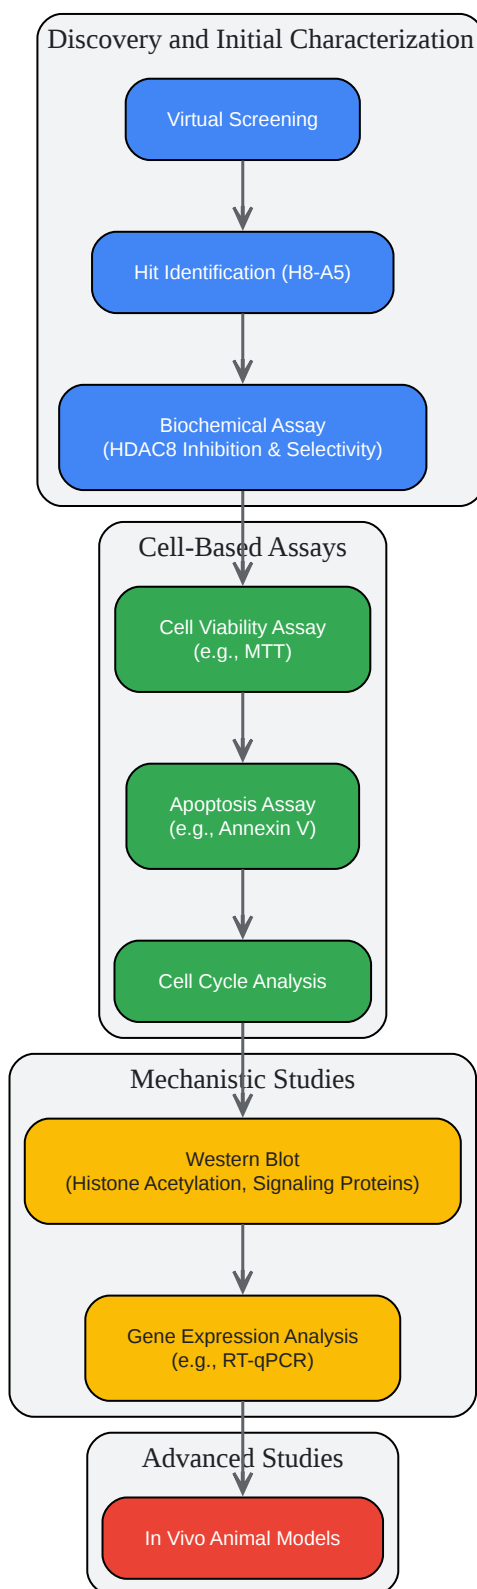 Discovery and Initial Characterization
Virtual Screening
Hit Identification (H8-A5)
Biochemical Assay
(HDAC8 Inhibition & Selectivity)
Cell-Based Assays
Cell Viability Assay
(e.g., MTT)
Apoptosis Assay
(e.g., Annexin V)
Cell Cycle Analysis
Mechanistic Studies
Western Blot
(Histone Acetylation, Signaling Proteins)
Gene Expression Analysis
(e.g., RT-qPCR)
Advanced Studies
In Vivo Animal Models